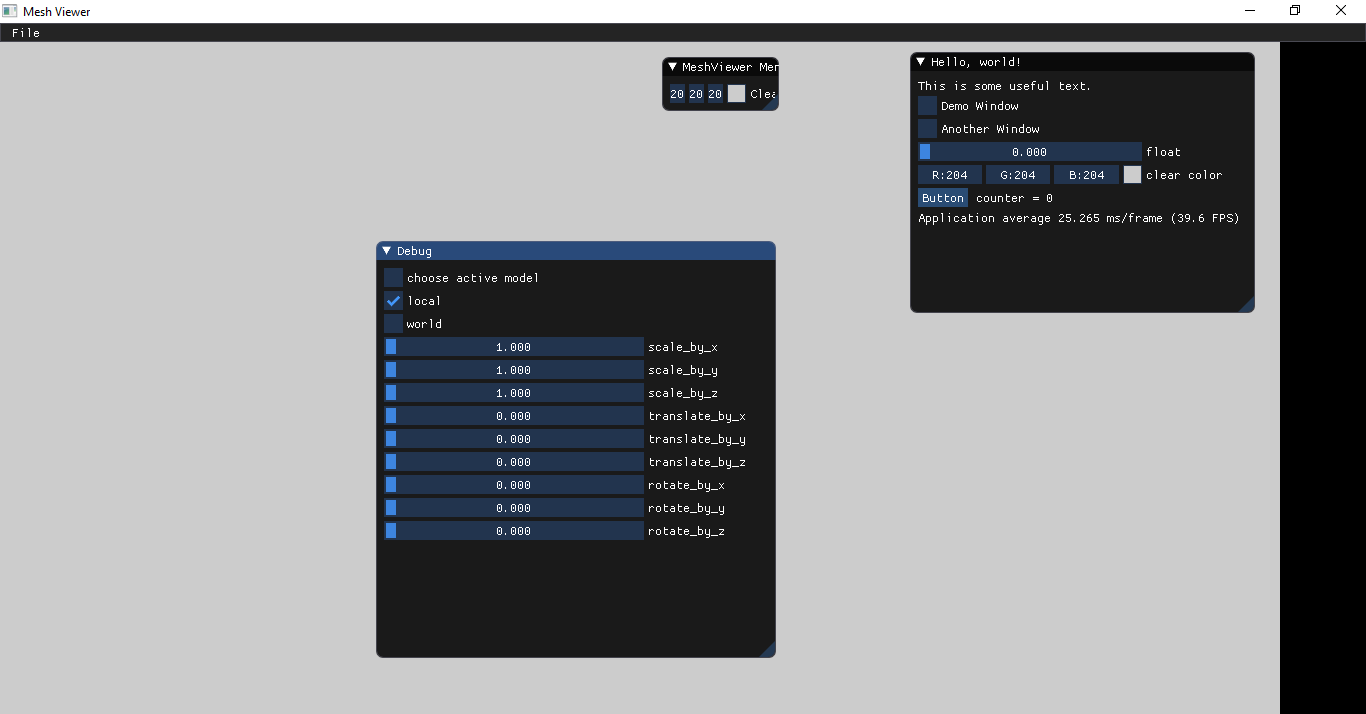 Mesh Viewer
File
MeshViewer Mer
20 20 20 Clea
Hello, world!
This is some useful text.
Demo Window
Another Window
0.000 float
R:204 G:204 B:204 clear color
Button counter = 0
Application average 25.265 ms/frame (39.6 FPS)
Debug
choose active model
local
world
1.000 scale_by_x
1.000 scale_by_y
1.000 scale_by_z
0.000 translate_by_x
0.000 translate_by_y
0.000 translate_by_z
0.000 rotate_by_x
0.000 rotate_by_y
0.000 rotate_by_z